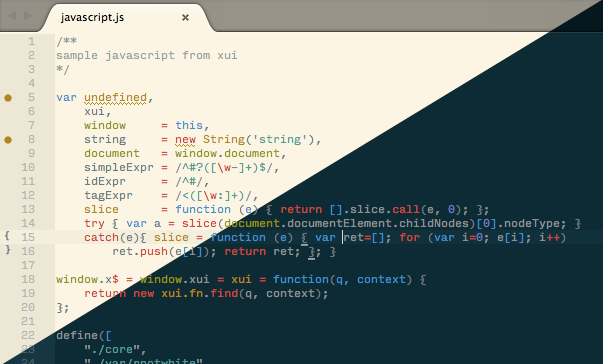 javascript.js
1 /**
2 sample javascript from xui
3 */
4
5 var undefined,
6 xui,
7 window = this,
8 string = new String('string'),
9 document = window.document,
10 simpleExpr = /^#?([\w-]+)$/,
11 idExpr = /^#/,
12 tagExpr = /<([\w:]+)/,
13 slice = function (e) { return [].slice.call(e, 0); };
14 try { var a = slice(document.documentElement.childNodes)[0].nodeType; }
{ 15 catch(e){ slice = function (e) { var ret=[]; for (var i=0; e[i]; i++)
} 16 ret.push(e[i]); return ret; }; }
17
18 window.x$ = window.xui = xui = function(q, context) {
19 return new xui.fn.find(q, context);
20 };
21
22 define([
23 "./core",
24 "./var/rnotwhite"